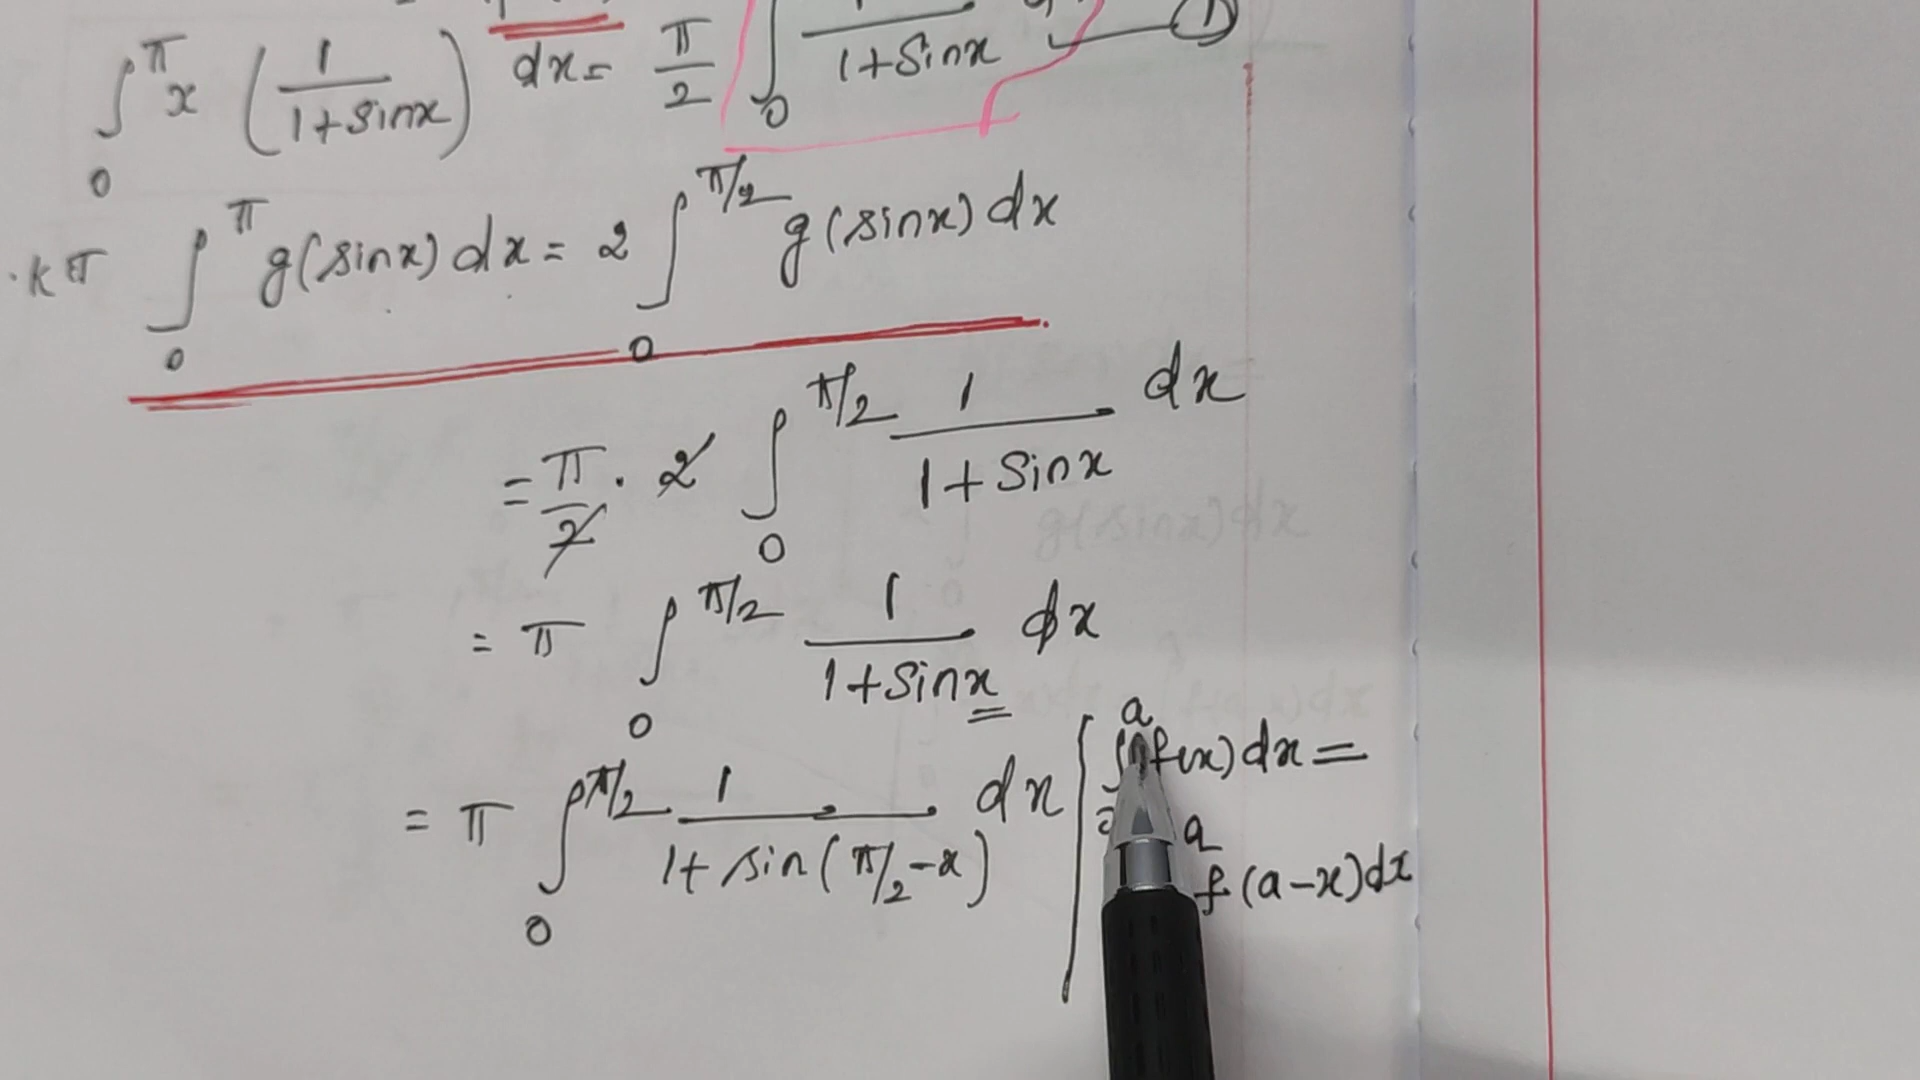 ∫₀^π x (1/(1+sinx)) dx = π/2 ∫₀ 1/(1+sinx) ①
.kπ ∫₀^π g(sinx) dx = 2 ∫₀^(π/2) g(sinx) dx
= π/2 · 2 ∫₀^(π/2) 1/(1+sinx) dx
= π ∫₀^(π/2) 1/(1+sinx) dx
= π ∫₀^(π/2) 1/(1+sin(π/2-x)) dx
∫^a f(x) dx =
a f(a-x) dx